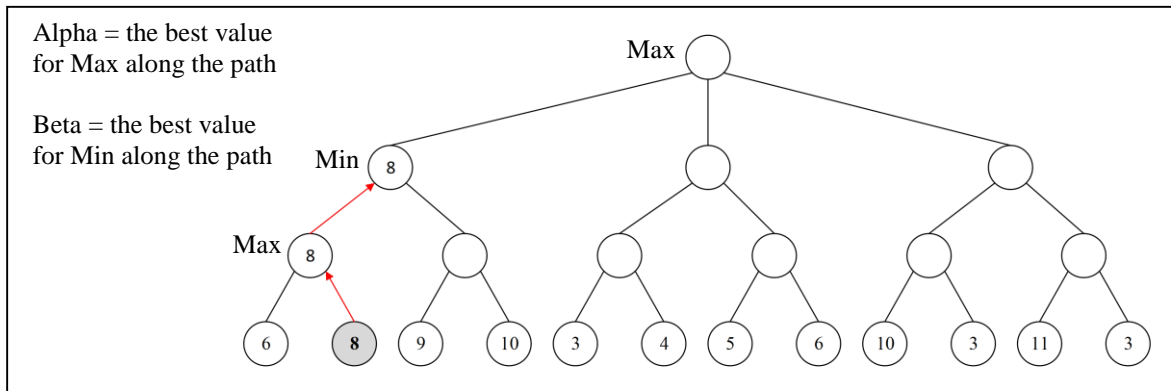 Alpha = the best value
for Max along the path
Beta = the best value
for Min along the path
Max
Min
8
Max
8
6
8
9
10
3
4
5
6
10
3
11
3